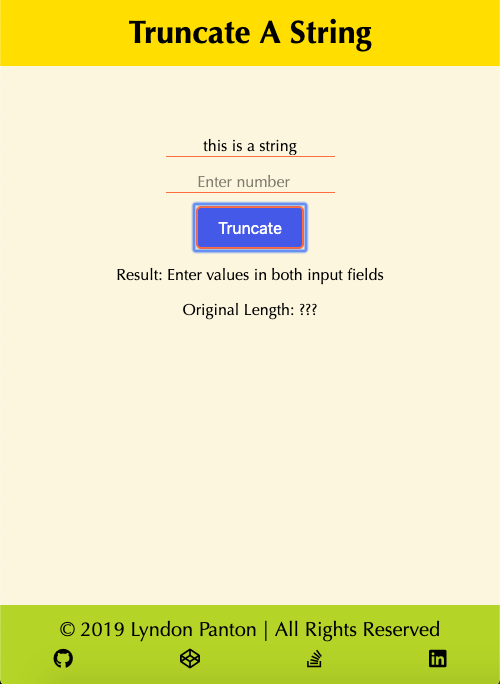 Truncate A String
this is a string
Enter number
Truncate
Result: Enter values in both input fields
Original Length: ???
© 2019 Lyndon Panton | All Rights Reserved